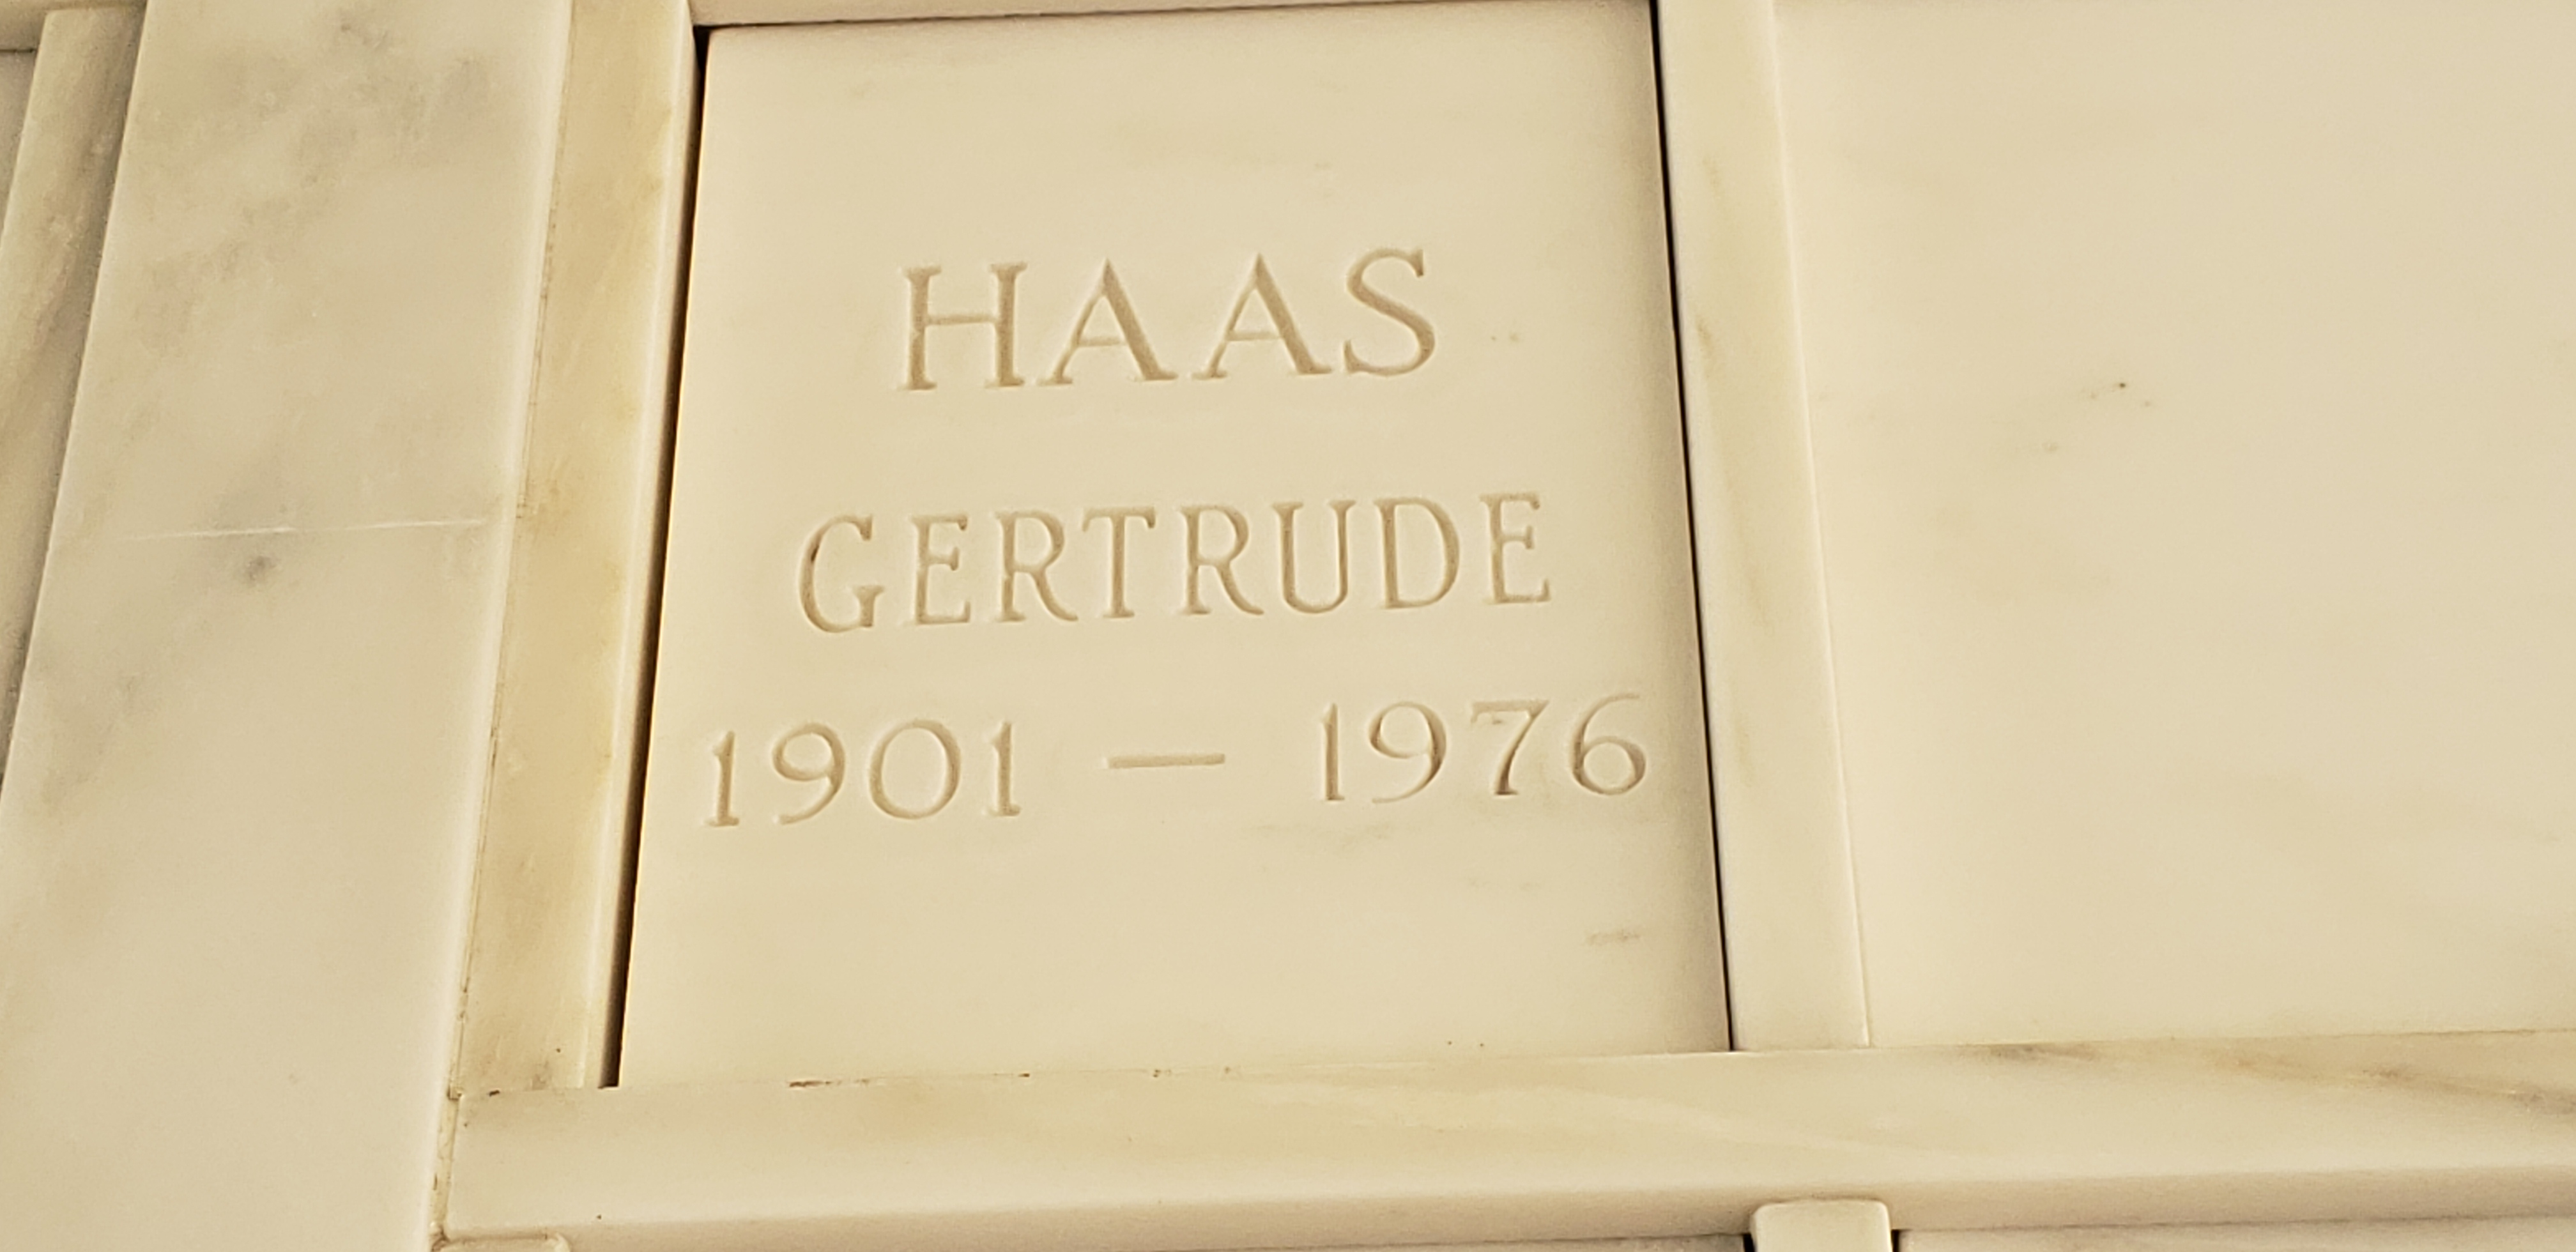 HAAS
GERTRUDE
1901 — 1976